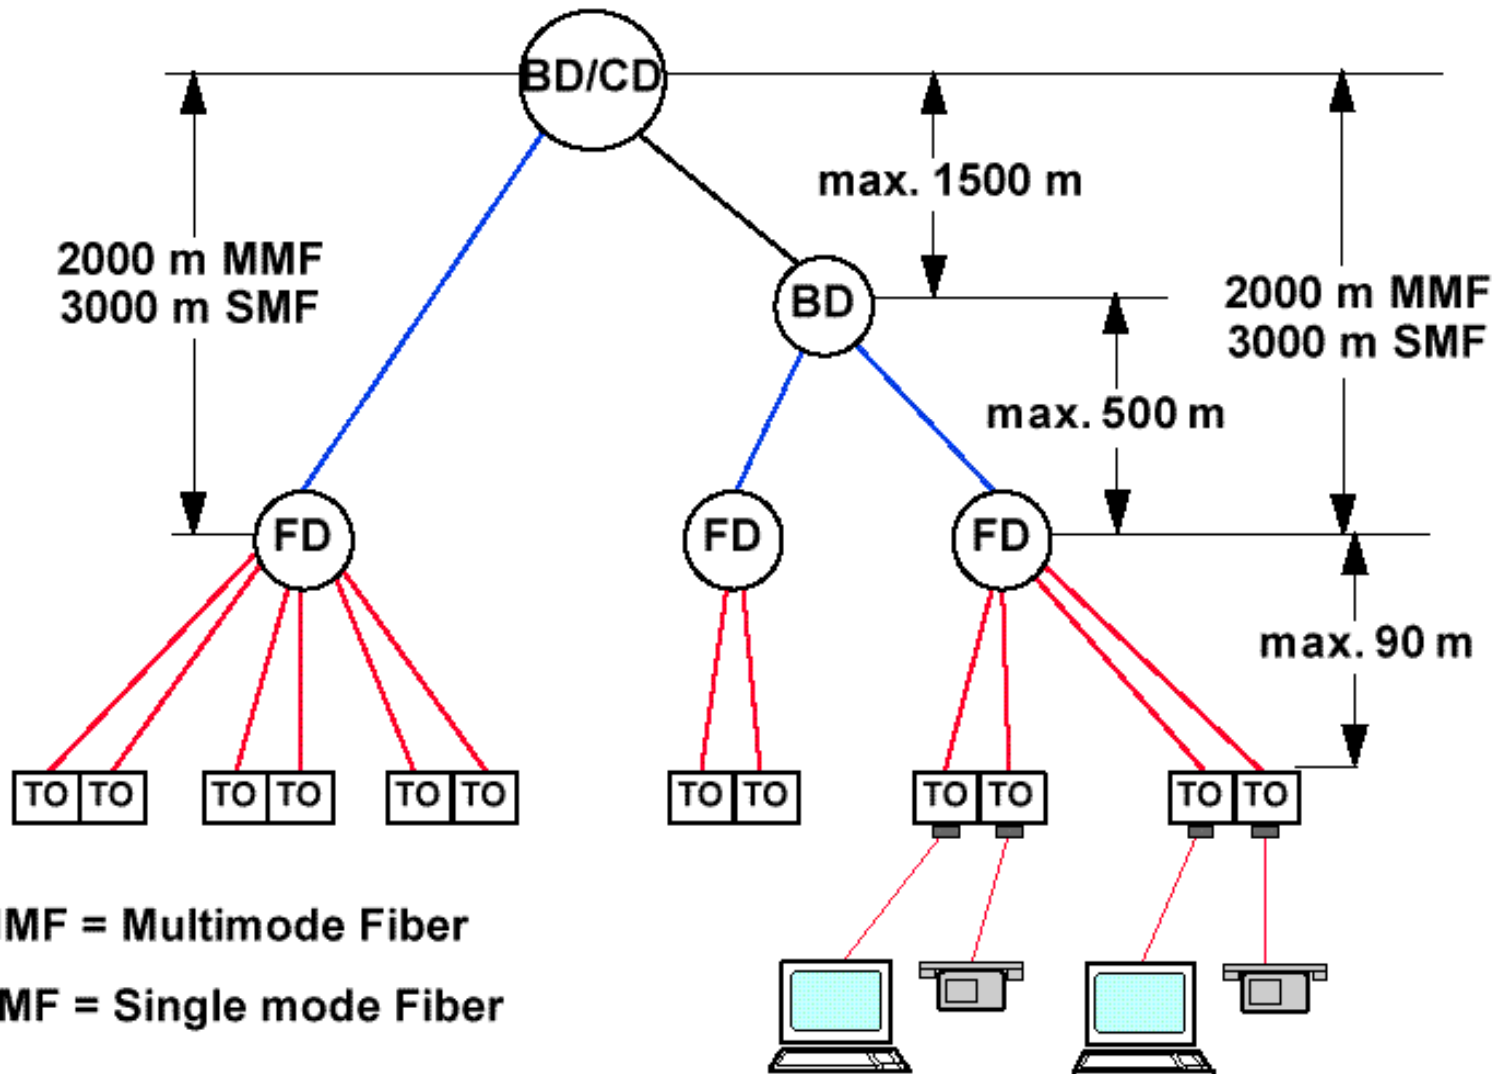 BD/CD
max. 1500 m
2000 m MMF
3000 m SMF
BD
2000 m MMF
3000 m SMF
max. 500 m
FD
FD
FD
max. 90 m
TO TO
TO TO
TO TO
TO TO
TO TO
TO TO
MF = Multimode Fiber
MF = Single mode Fiber